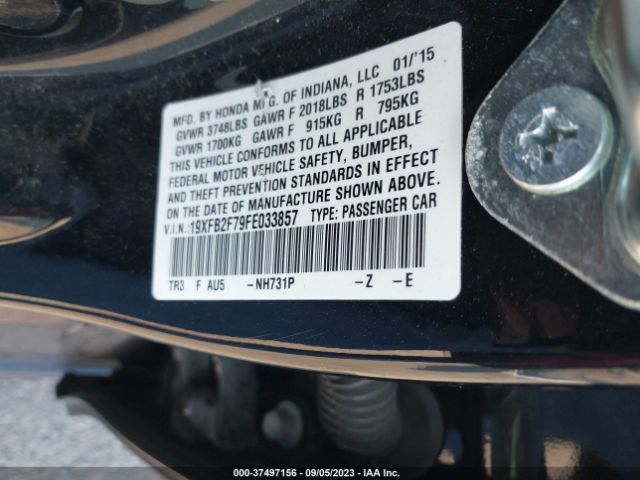 MFD. BY HONDA MFG. OF INDIANA, LLC 01/'15
GVWR 3748LBS GAWR F 2018LBS R 1753LBS
GVWR 1700KG GAWR F 915KG R 795KG
THIS VEHICLE CONFORMS TO ALL APPLICABLE
FEDERAL MOTOR VEHICLE SAFETY, BUMPER,
AND THEFT PREVENTION STANDARDS IN EFFECT
ON THE DATE OF MANUFACTURE SHOWN ABOVE.
V.I.N.:19XFB2F79FE033857 TYPE: PASSENGER CAR
TR3 F AU5 -NH731P -Z -E
000-37497156 - 09/05/2023 - IAA Inc.